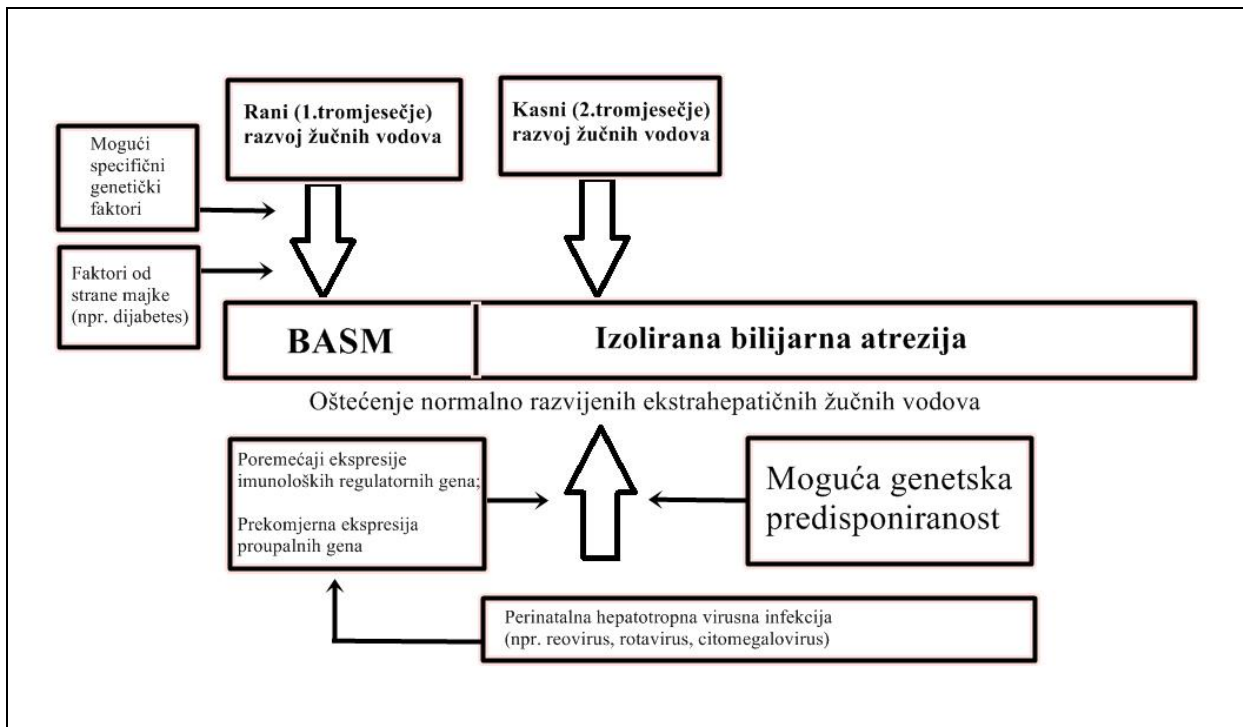 Rani (1.tromjesečje)
razvoj žučnih vodova
Kasni (2.tromjesečje)
razvoj žučnih vodova
Mogući
specifični
genetički
faktori
Faktori od
strane majke
(npr. dijabetes)
BASM
Izolirana bilijarna atrezija
Oštećenje normalno razvijenih ekstrahepatičnih žučnih vodova
Poremećaji ekspresije
imunoloških regulatornih gena;
Prekomjerna ekspresija
proupalnih gena
Moguća genetska
predisponiranost
Perinatalna hepatotropna virusna infekcija
(npr. reovirus, rotavirus, citomegalovirus)